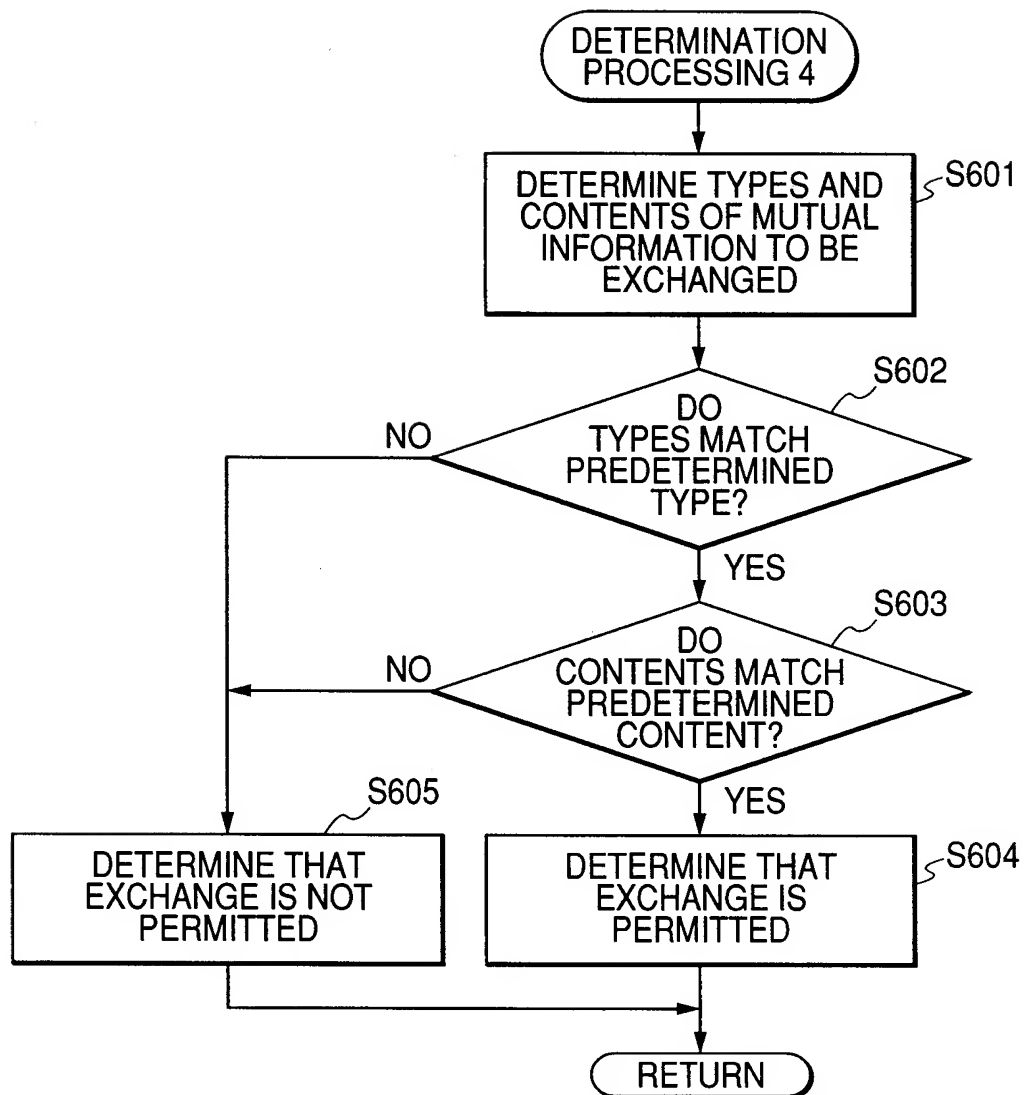 DETERMINATION
PROCESSING 4
DETERMINE TYPES AND
CONTENTS OF MUTUAL
INFORMATION TO BE
EXCHANGED
S601
S602
DO
TYPES MATCH
PREDETERMINED
TYPE?
NO
YES
S603
DO
CONTENTS MATCH
PREDETERMINED
CONTENT?
NO
YES
S605
DETERMINE THAT
EXCHANGE IS NOT
PERMITTED
S604
DETERMINE THAT
EXCHANGE IS
PERMITTED
RETURN